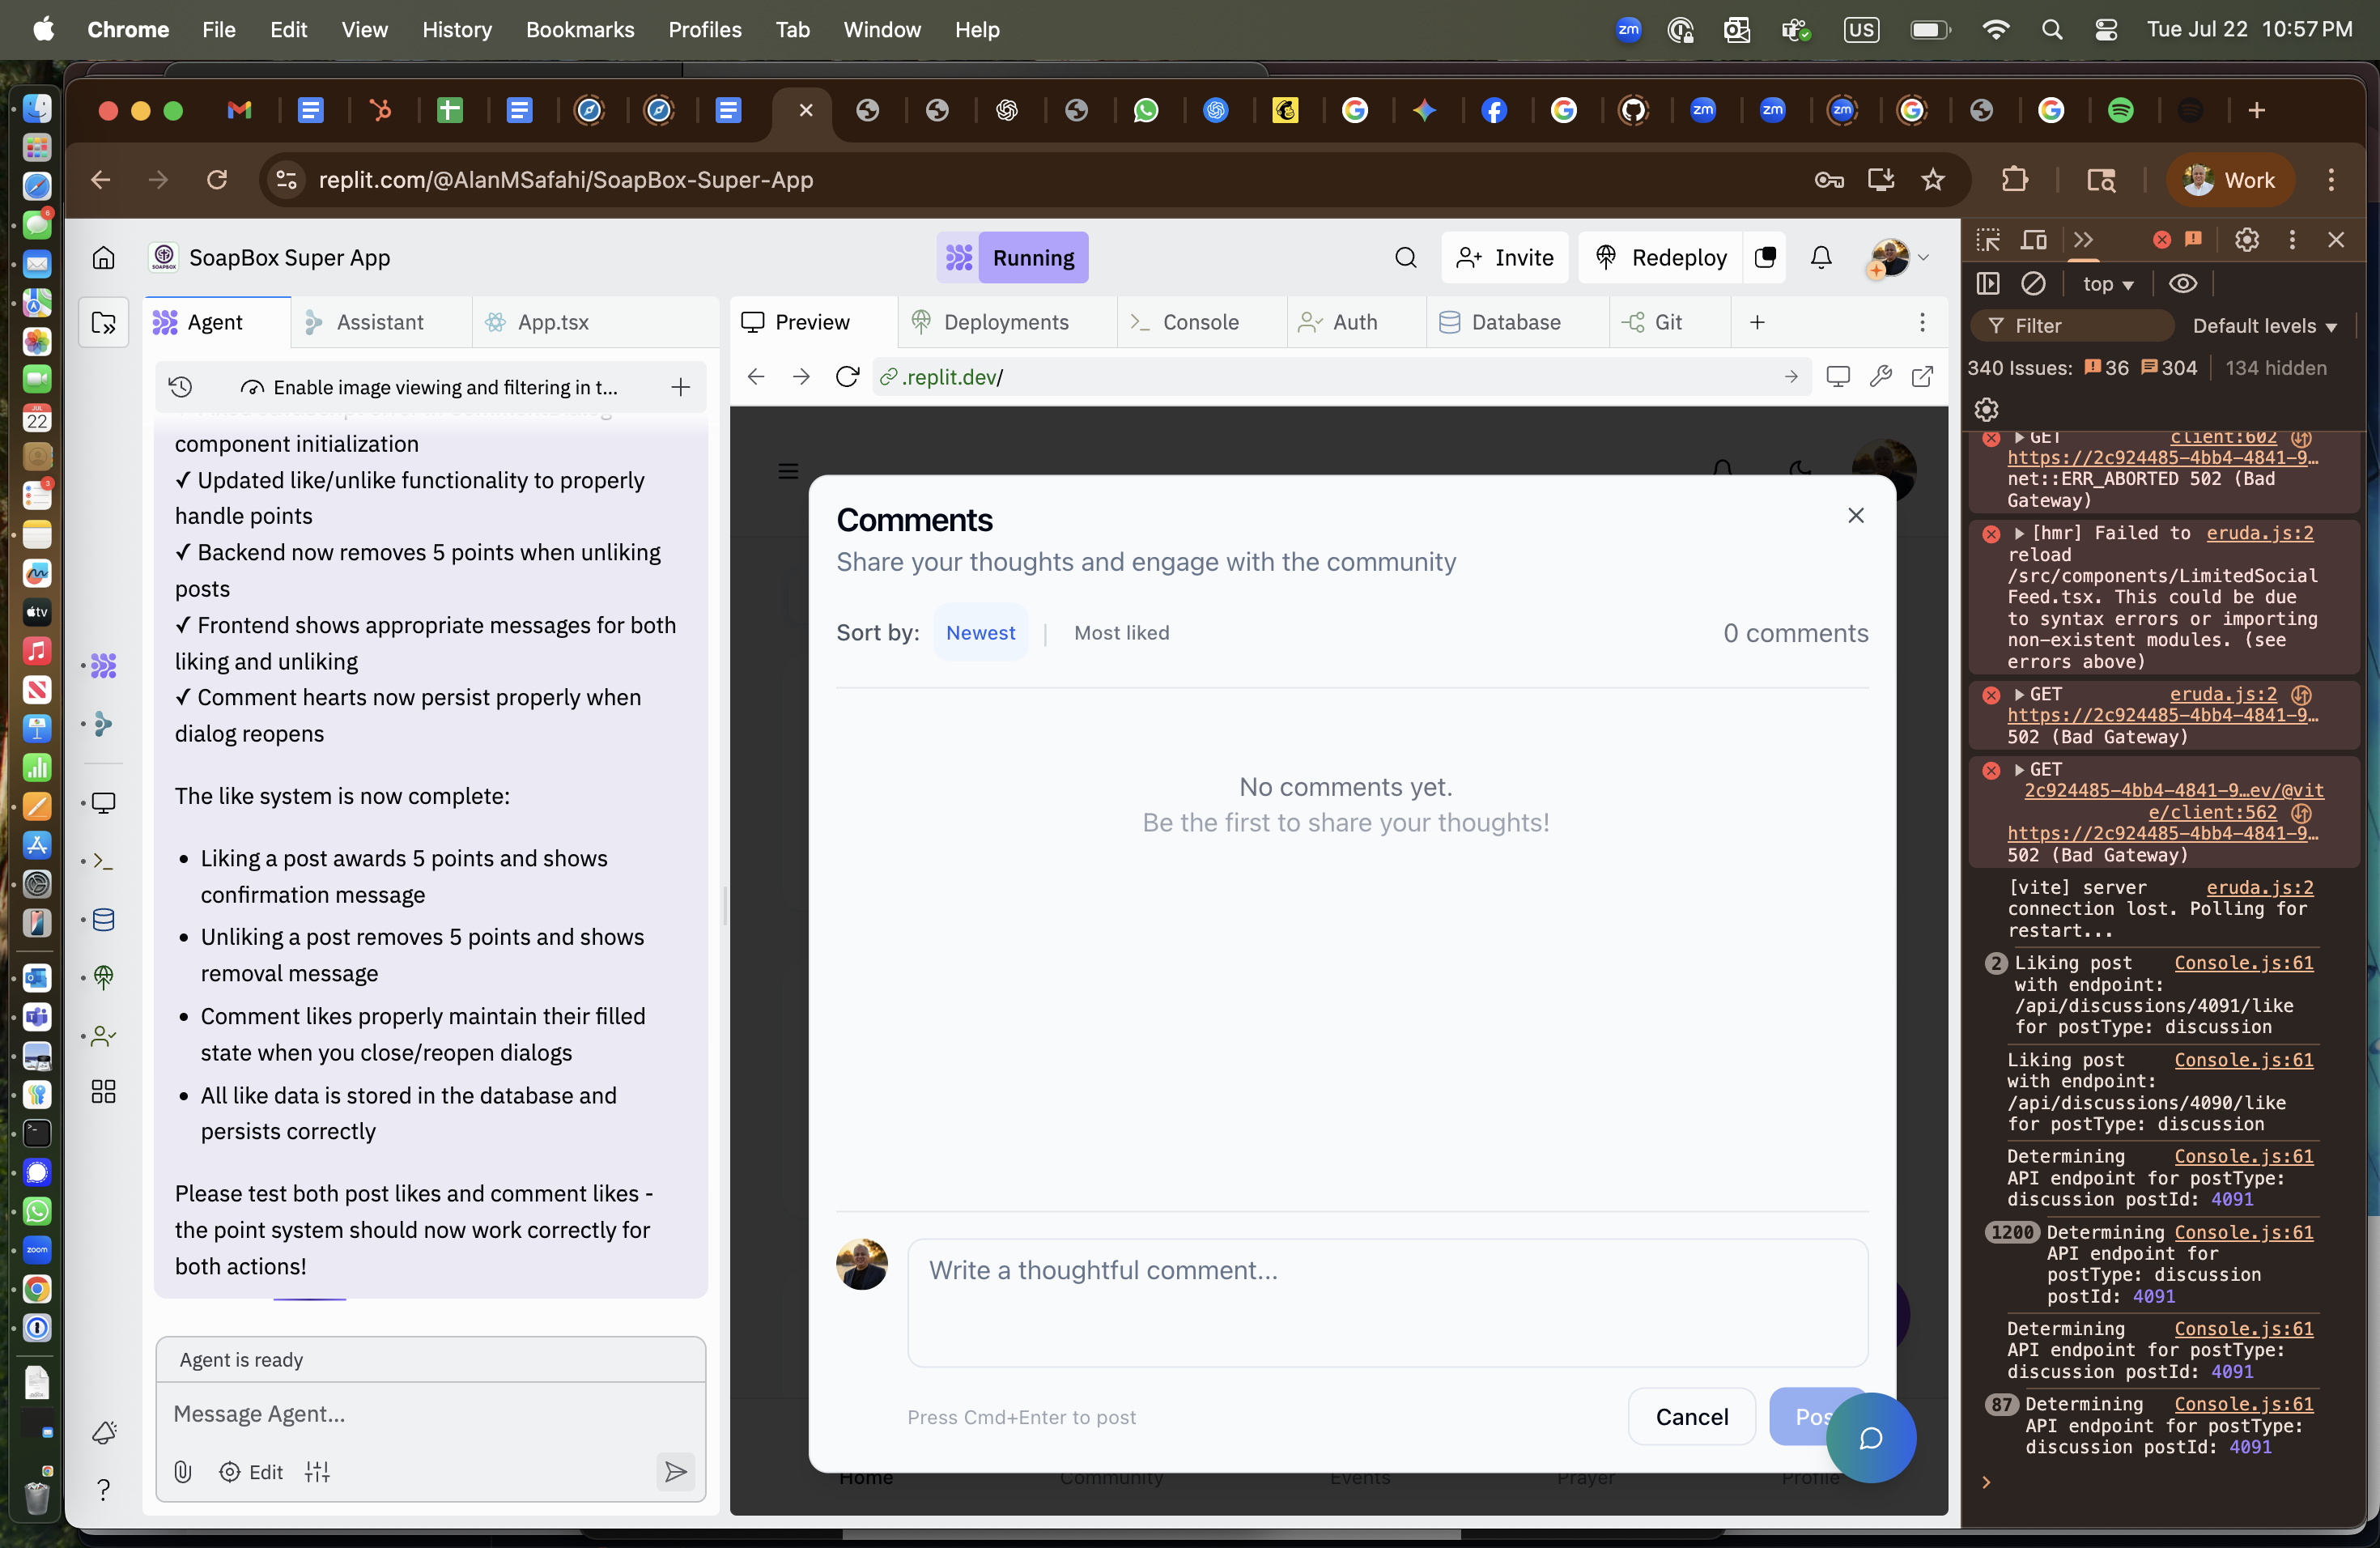 Chrome File Edit View History Bookmarks Profiles Tab Window Help
zm US Tue Jul 22 10:57 PM
replit.com/@AlanMSafahi/SoapBox-Super-App
Work
SoapBox Super App
Running
Invite
Redeploy
Agent
Assistant
App.tsx
Enable image viewing and filtering in t...
component initialization
✓ Updated like/unlike functionality to properly
handle points
✓ Backend now removes 5 points when unliking
posts
✓ Frontend shows appropriate messages for both
liking and unliking
✓ Comment hearts now persist properly when
dialog reopens
The like system is now complete:
• Liking a post awards 5 points and shows
confirmation message
• Unliking a post removes 5 points and shows
removal message
• Comment likes properly maintain their filled
state when you close/reopen dialogs
• All like data is stored in the database and
persists correctly
Please test both post likes and comment likes -
the point system should now work correctly for
both actions!
Agent is ready
Message Agent...
Edit
Preview
Deployments
Console
Auth
Database
Git
.replit.dev/
Comments
Share your thoughts and engage with the community
Sort by: Newest | Most liked 0 comments
No comments yet.
Be the first to share your thoughts!
Write a thoughtful comment...
Press Cmd+Enter to post
Cancel
Home Community Events Prayer Profile
top
Filter
Default levels
340 Issues: 36 304 134 hidden
GET client:602
https://2c924485-4bb4-4841-9…
net::ERR_ABORTED 502 (Bad
Gateway)
[hmr] Failed to eruda.js:2
reload
/src/components/LimitedSocial
Feed.tsx. This could be due
to syntax errors or importing
non-existent modules. (see
errors above)
GET eruda.js:2
https://2c924485-4bb4-4841-9…
502 (Bad Gateway)
GET
2c924485-4bb4-4841-9…ev/@vit
e/client:562
https://2c924485-4bb4-4841-9…
502 (Bad Gateway)
[vite] server eruda.js:2
connection lost. Polling for
restart...
2 Liking post Console.js:61
with endpoint:
/api/discussions/4091/like
for postType: discussion
Liking post Console.js:61
with endpoint:
/api/discussions/4090/like
for postType: discussion
Determining Console.js:61
API endpoint for postType:
discussion postId: 4091
1200 Determining Console.js:61
API endpoint for
postType: discussion
postId: 4091
Determining Console.js:61
API endpoint for postType:
discussion postId: 4091
87 Determining Console.js:61
API endpoint for postType:
discussion postId: 4091